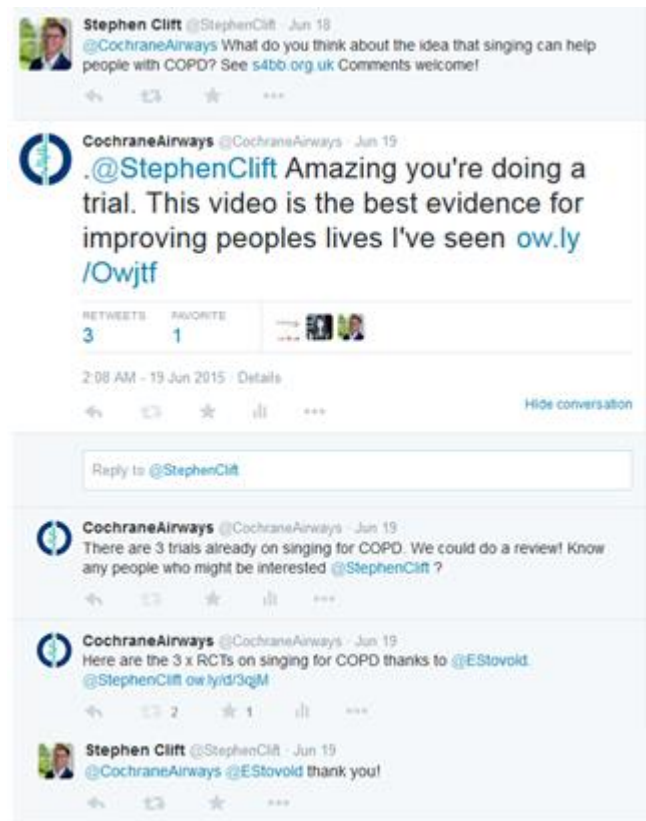 Stephen Clift @StephenClift · Jun 18
@CochraneAirways What do you think about the idea that singing can help
people with COPD? See s4bb.org.uk Comments welcome!
CochraneAirways @CochraneAirways · Jun 19
.@StephenClift Amazing you're doing a
trial. This video is the best evidence for
improving peoples lives I've seen ow.ly
/Owjtf
RETWEETS FAVORITE
3 1
2:08 AM - 19 Jun 2015 · Details
Hide conversation
Reply to @StephenClift
CochraneAirways @CochraneAirways · Jun 19
There are 3 trials already on singing for COPD. We could do a review! Know
any people who might be interested @StephenClift ?
CochraneAirways @CochraneAirways · Jun 19
Here are the 3 x RCTs on singing for COPD thanks to @EStovold.
@StephenClift ow.ly/d/3qjM
2 1
Stephen Clift @StephenClift · Jun 19
@CochraneAirways @EStovold thank you!